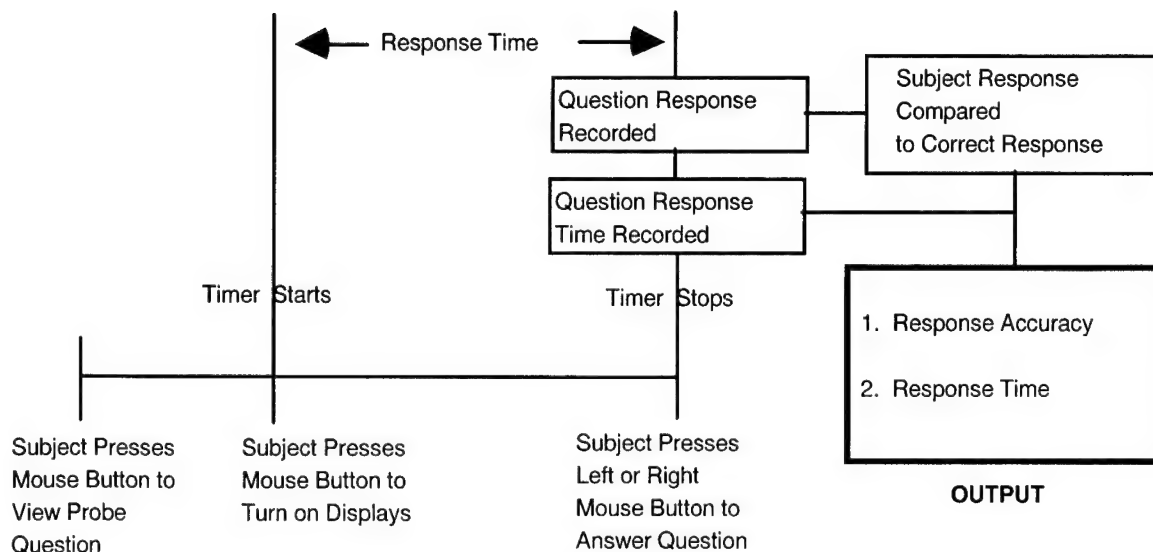 Response Time
Question Response
Recorded
Subject Response
Compared
to Correct Response
Question Response
Time Recorded
Timer Starts
Timer Stops
1. Response Accuracy
2. Response Time
OUTPUT
Subject Presses
Mouse Button to
View Probe
Question
Subject Presses
Mouse Button to
Turn on Displays
Subject Presses
Left or Right
Mouse Button to
Answer Question